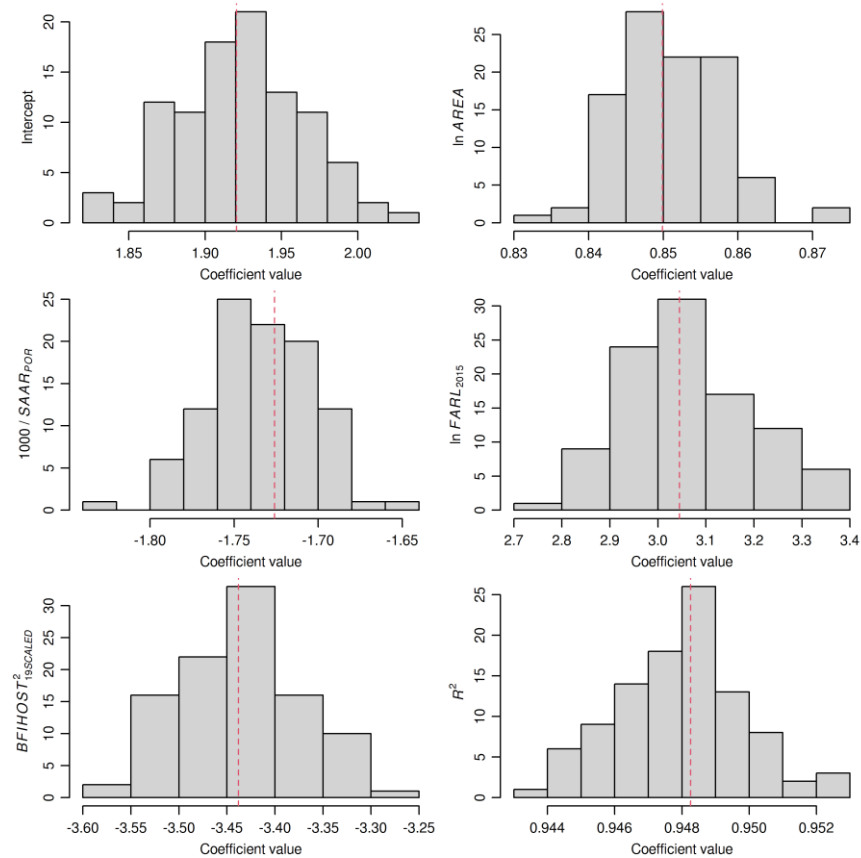 Intercept
20
15
10
5
0
1.85 1.90 1.95 2.00
Coefficient value
ln AREA
25
20
15
10
5
0
0.83 0.84 0.85 0.86 0.87
Coefficient value
1000 / SAAR_POR
25
20
15
10
5
0
-1.80 -1.75 -1.70 -1.65
Coefficient value
ln FARL_2015
30
25
20
15
10
5
0
2.7 2.8 2.9 3.0 3.1 3.2 3.3 3.4
Coefficient value
BFIHOST²_19SCALED
30
25
20
15
10
5
0
-3.60 -3.55 -3.50 -3.45 -3.40 -3.35 -3.30 -3.25
Coefficient value
R²
25
20
15
10
5
0
0.944 0.946 0.948 0.950 0.952
Coefficient value